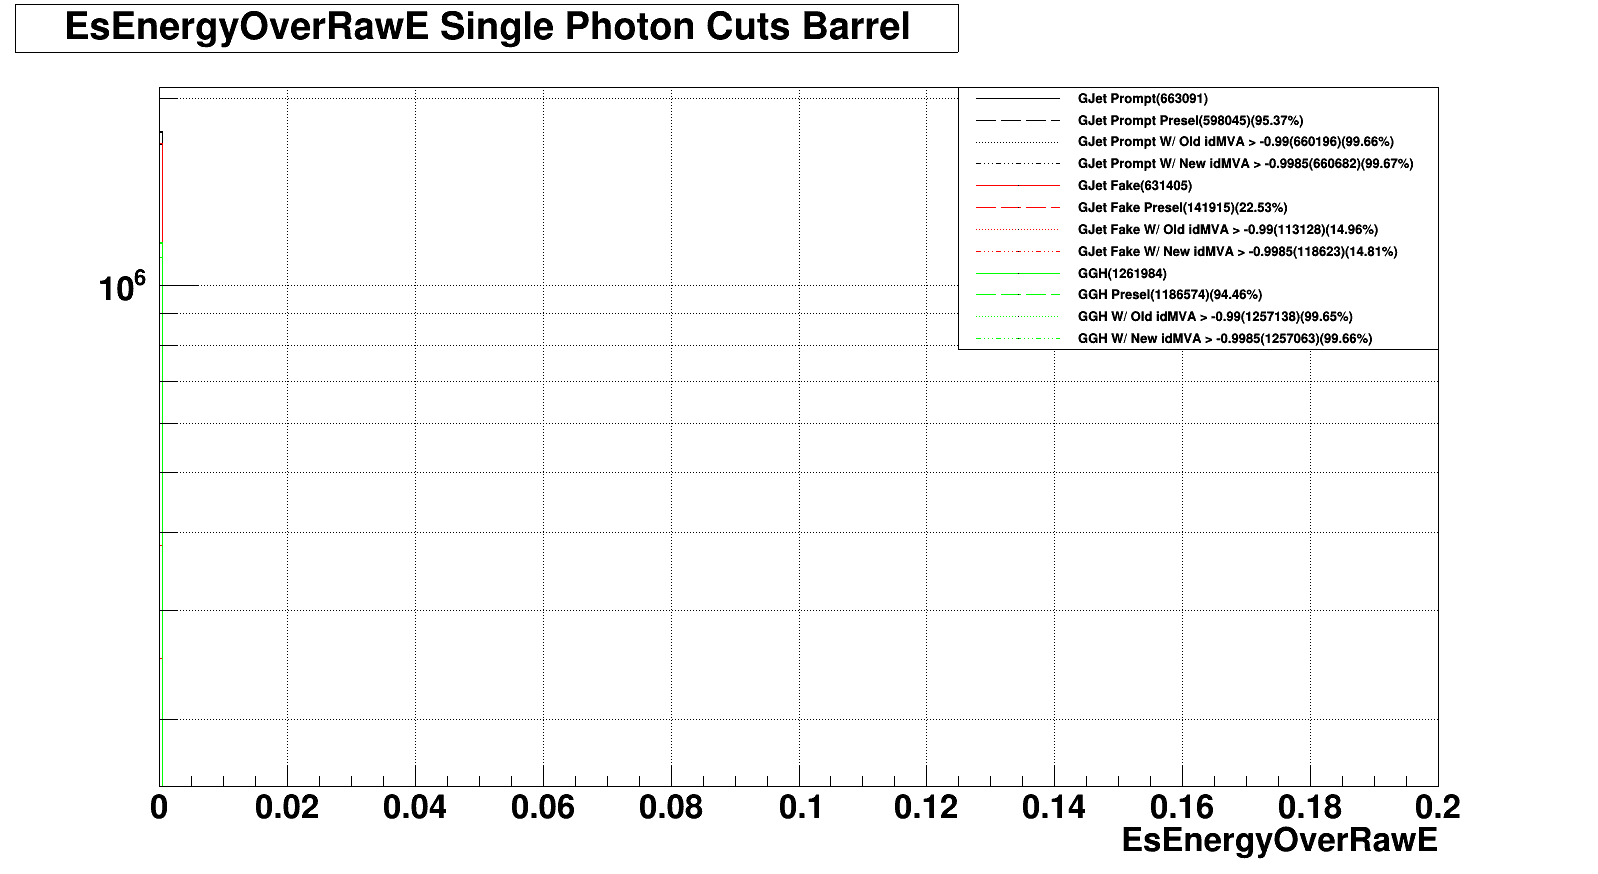 EsEnergyOverRawE Single Photon Cuts Barrel
GJet Prompt(663091)
GJet Prompt Presel(598045)(95.37%)
GJet Prompt W/ Old idMVA > -0.99(660196)(99.66%)
GJet Prompt W/ New idMVA > -0.9985(660682)(99.67%)
GJet Fake(631405)
GJet Fake Presel(141915)(22.53%)
GJet Fake W/ Old idMVA > -0.99(113128)(14.96%)
GJet Fake W/ New idMVA > -0.9985(118623)(14.81%)
GGH(1261984)
GGH Presel(1186574)(94.46%)
GGH W/ Old idMVA > -0.99(1257138)(99.65%)
GGH W/ New idMVA > -0.9985(1257063)(99.66%)
10⁶
0 0.02 0.04 0.06 0.08 0.1 0.12 0.14 0.16 0.18 0.2
EsEnergyOverRawE